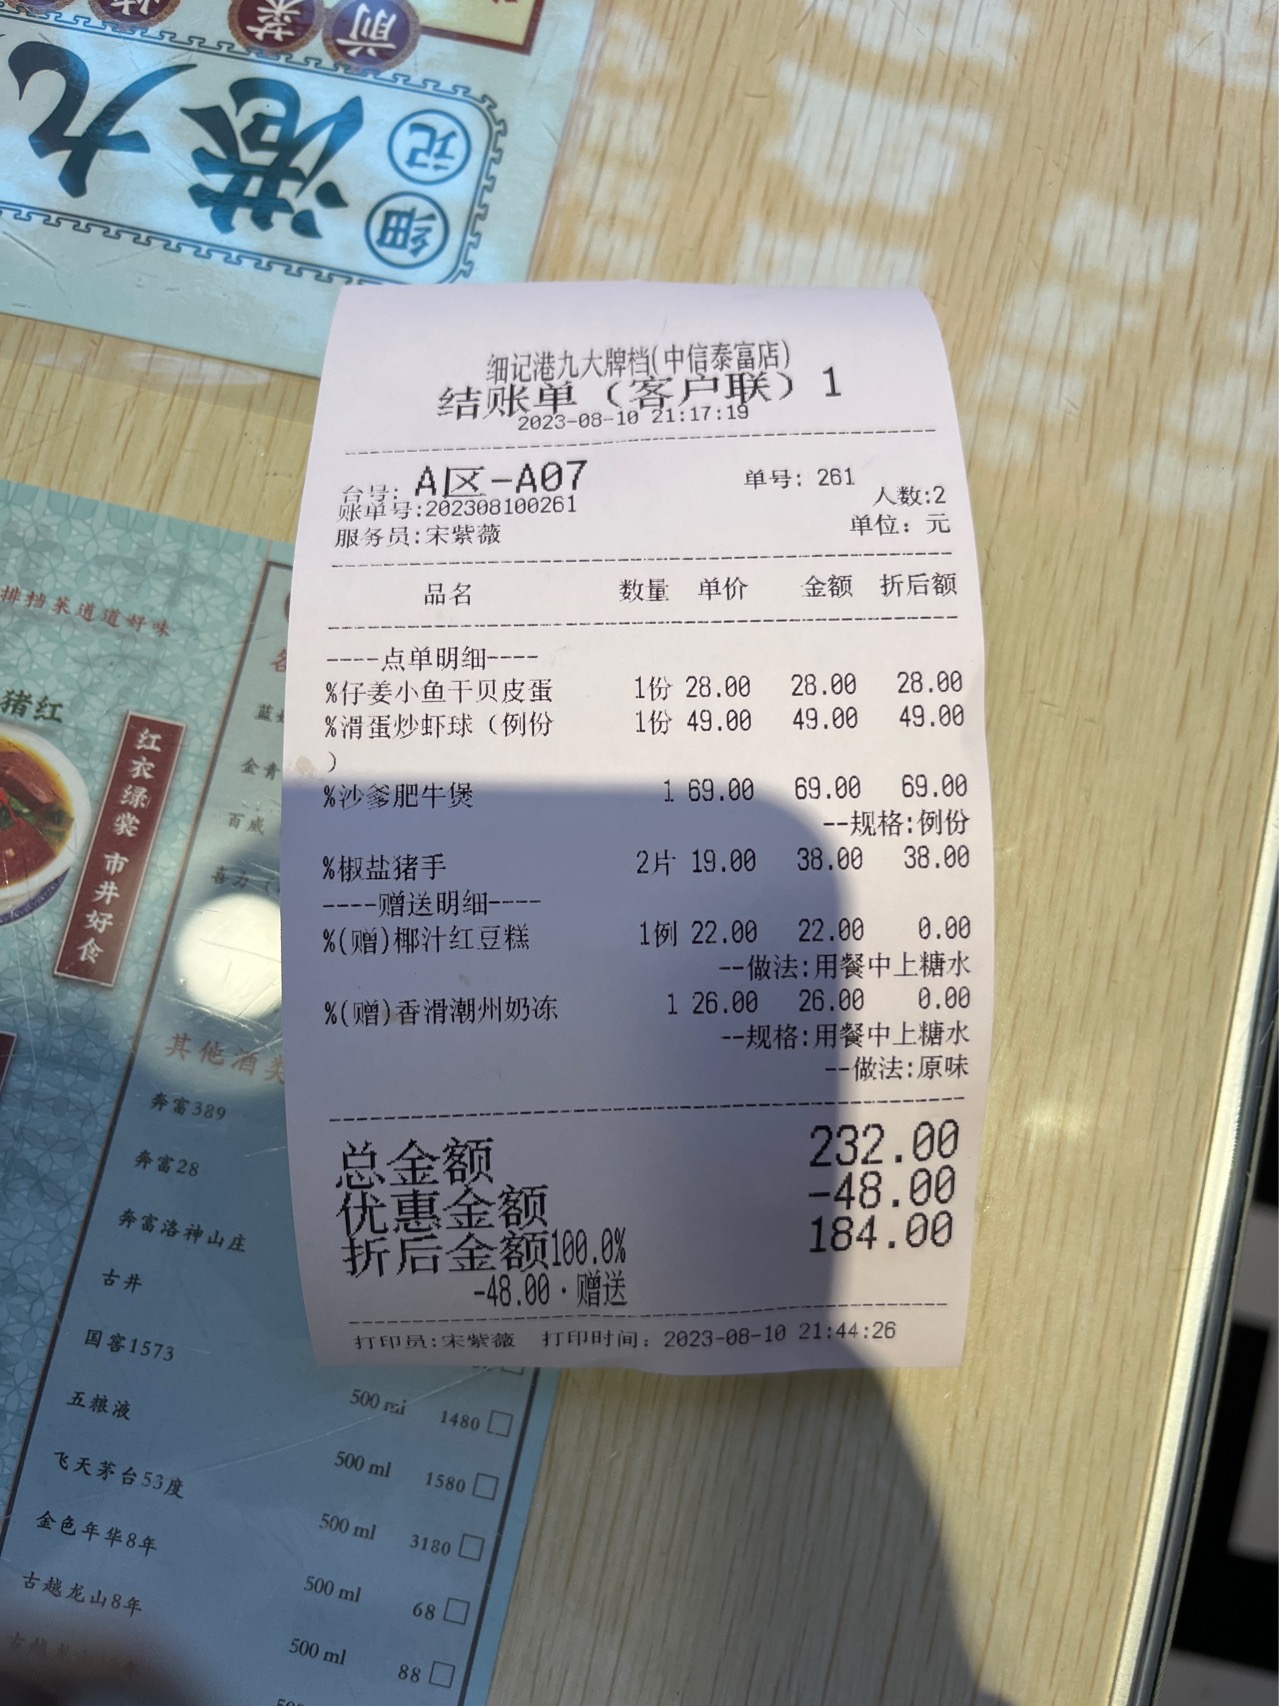 前 菜
细 记 港九
细记港九大牌档(中信泰富店)
结账单（客户联）1
2023-08-10 21:17:19
台号: A区-A07 单号: 261
账单号:202308100261 人数:2
服务员:宋紫薇 单位: 元
品名 数量 单价 金额 折后额
----点单明细----
%仔姜小鱼干贝皮蛋 1份 28.00 28.00 28.00
%滑蛋炒虾球（例份 1份 49.00 49.00 49.00
）
%沙爹肥牛煲 1 69.00 69.00 69.00
--规格:例份
%椒盐猪手 2片 19.00 38.00 38.00
----赠送明细----
%(赠)椰汁红豆糕 1例 22.00 22.00 0.00
--做法:用餐中上糖水
%(赠)香滑潮州奶冻 1 26.00 26.00 0.00
--规格:用餐中上糖水
--做法:原味
总金额 232.00
优惠金额 -48.00
折后金额100.0% 184.00
-48.00·赠送
打印员:宋紫薇 打印时间: 2023-08-10 21:44:26
排挡菜道道好味
猪红
红衣绿裳 市井好食
金青
百威
喜力
其他酒类
奔富389
奔富28
奔富洛神山庄
古井
国窖1573 500 ml 1480
五粮液 500 ml 1580
飞天茅台53度 500 ml 3180
金色年华8年 500 ml 68
古越龙山8年 500 ml 88